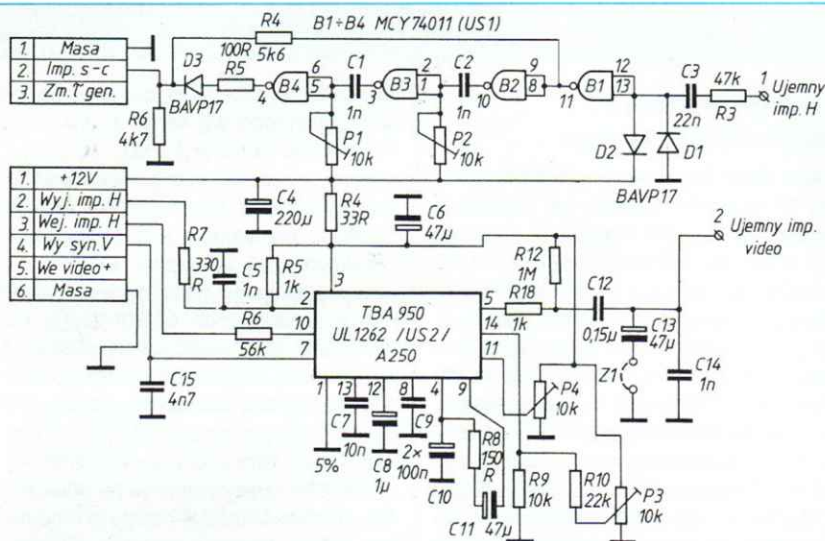 B1÷B4 MCY74011 (US1)
1. Masa
2. Imp. s-c
3. Zm.τ gen.
R4
5k6
D3
BAVP17
100R
R5
4
B4
6
5
C1
1n
3
B3
2
1
C2
1n
10
B2
9
8
11
B1
12
13
C3
22n
47k
R3
1
Ujemny
imp. H
R6
4k7
P1
10k
P2
10k
D2
D1
BAVP17
1. +12V
2. Wyj. imp. H
3. Wej. imp. H
4. Wy syn.V
5. We video+
6. Masa
C4
220µ
R4
33R
C6
47µ
2
Ujemny imp.
video
R7
330
R
C5
1n
R5
1k
3
R12
1M
R18
1k
C12
0,15µ
C13
47µ
Z1
C14
1n
2
10
7
TBA 950
UL1262 /US2/
A250
5
14
11
R6
56k
C15
4n7
1
13
12
8
4
9
5%
C7
10n
C8
1µ
C9
2×
100n
C10
R8
150
R
C11
47µ
R9
10k
R10
22k
P4
10k
P3
10k